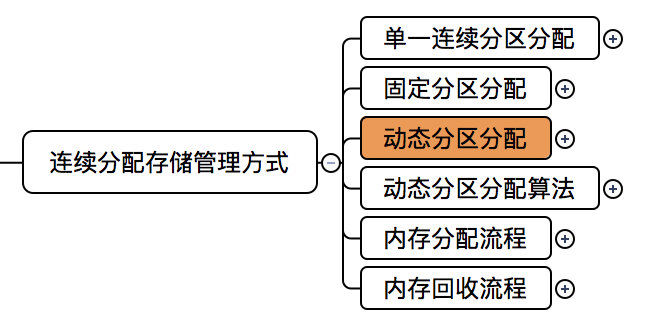 连续分配存储管理方式
单一连续分区分配
固定分区分配
动态分区分配
动态分区分配算法
内存分配流程
内存回收流程